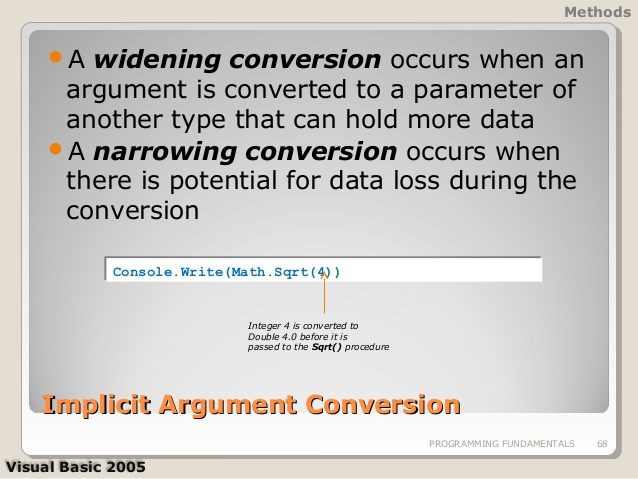 Methods
A widening conversion occurs when an
argument is converted to a parameter of
another type that can hold more data
A narrowing conversion occurs when
there is potential for data loss during the
conversion
Console.Write(Math.Sqrt(4))
Integer 4 is converted to
Double 4.0 before it is
passed to the Sqrt() procedure
Implicit Argument Conversion
PROGRAMMING FUNDAMENTALS 68
Visual Basic 2005